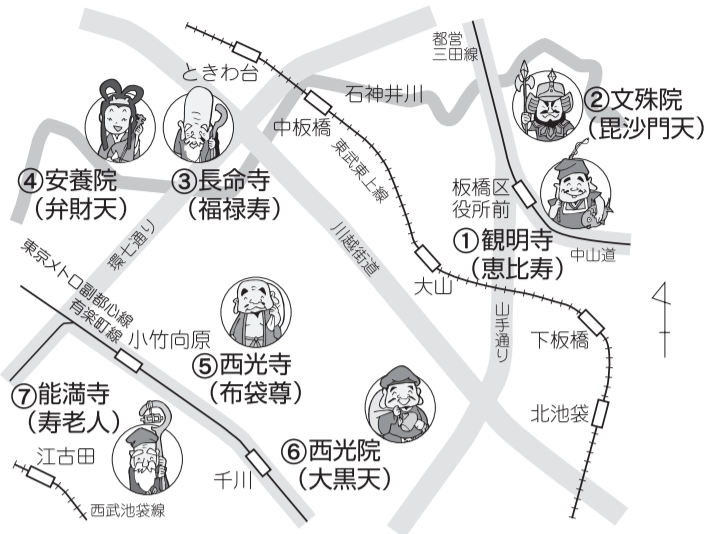 都営
三田線
ときわ台
石神井川
②文殊院
(毘沙門天)
中板橋
東武東上線
④安養院
(弁財天)
③長命寺
(福禄寿)
板橋区
役所前
①観明寺
(恵比寿)
中山道
環七通り
川越街道
大山
東京メトロ副都心線
有楽町線
山手通り
小竹向原
下板橋
⑤西光寺
(布袋尊)
⑦能満寺
(寿老人)
北池袋
⑥西光院
(大黒天)
江古田
千川
西武池袋線